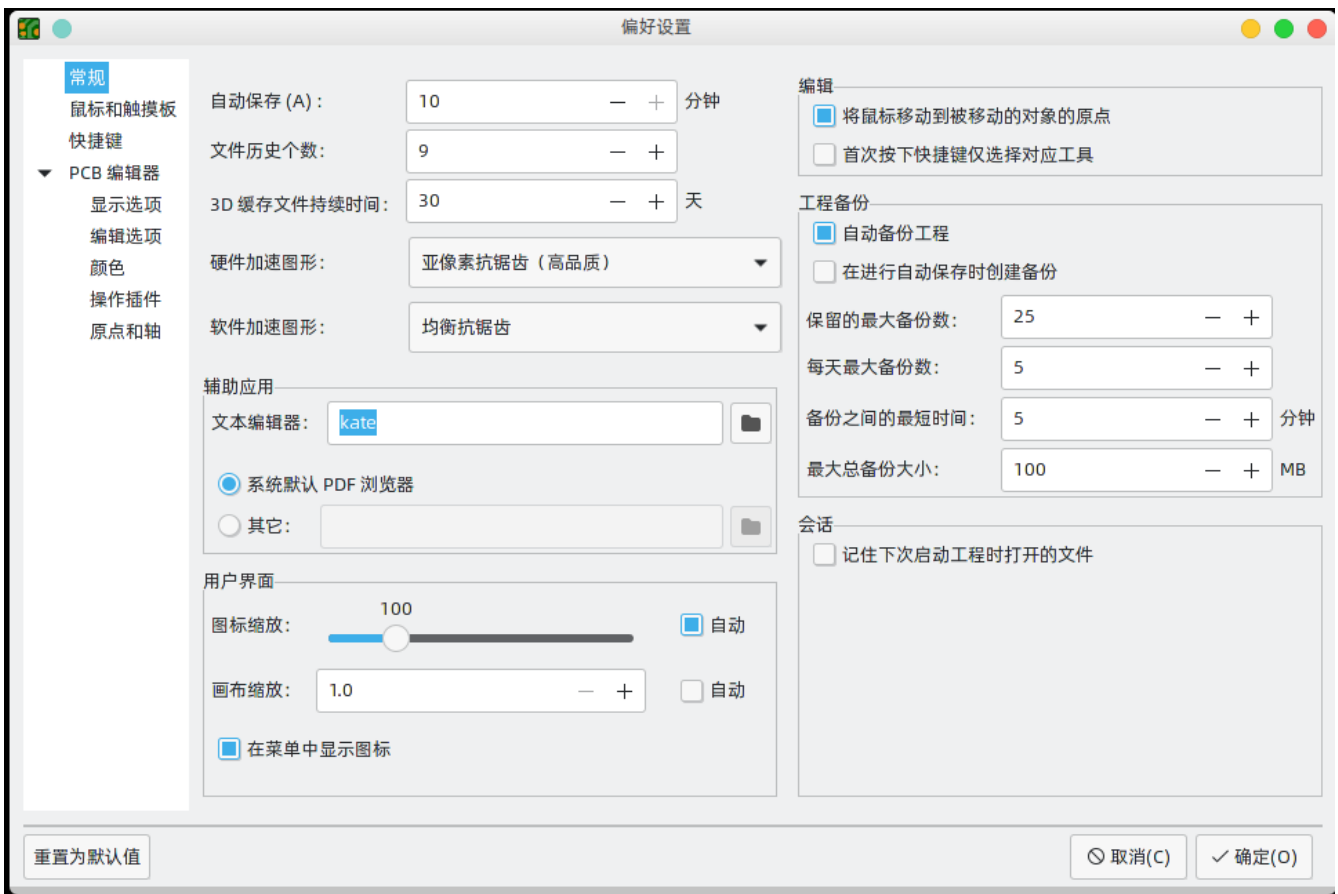 偏好设置
常规
鼠标和触摸板
快捷键
PCB 编辑器
显示选项
编辑选项
颜色
操作插件
原点和轴
自动保存 (A) : 10 分钟
文件历史个数: 9
3D 缓存文件持续时间: 30 天
硬件加速图形: 亚像素抗锯齿（高品质）
软件加速图形: 均衡抗锯齿
辅助应用
文本编辑器: kate
系统默认 PDF 浏览器
其它:
用户界面
100
图标缩放: 自动
画布缩放: 1.0 自动
在菜单中显示图标
编辑
将鼠标移动到被移动的对象的原点
首次按下快捷键仅选择对应工具
工程备份
自动备份工程
在进行自动保存时创建备份
保留的最大备份数: 25
每天最大备份数: 5
备份之间的最短时间: 5 分钟
最大总备份大小: 100 MB
会话
记住下次启动工程时打开的文件
重置为默认值
取消(C)
确定(O)